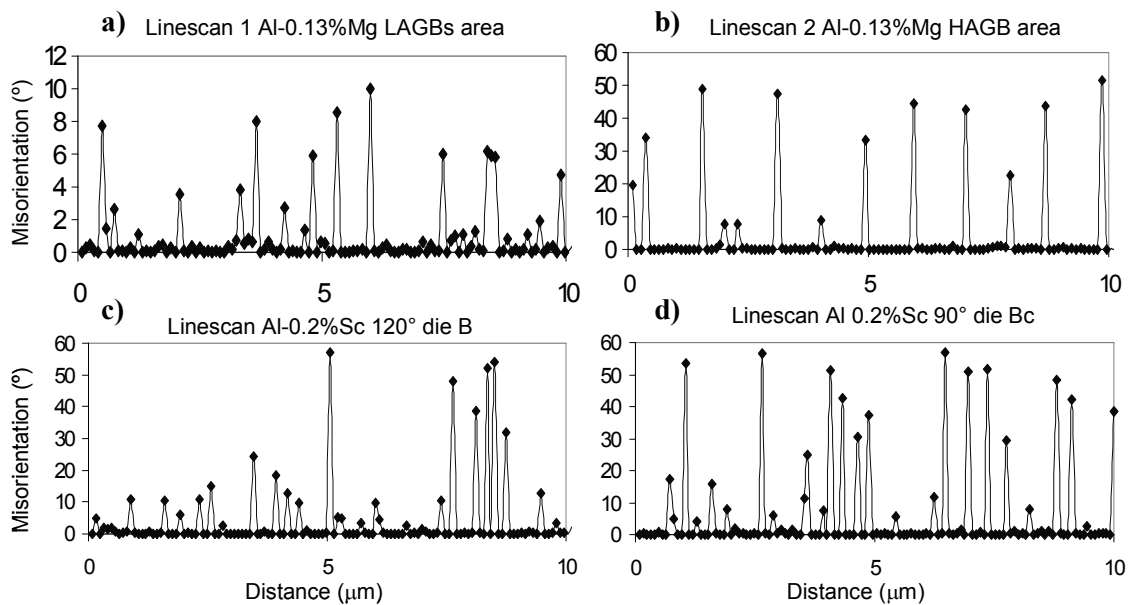 a) Linescan 1 Al-0.13%Mg LAGBs area
Misorientation (°)
12
10
8
6
4
2
0
0 5 10
b) Linescan 2 Al-0.13%Mg HAGB area
60
50
40
30
20
10
0
0 5 10
c) Linescan Al-0.2%Sc 120° die B
Misorientation (º)
60
50
40
30
20
10
0
0 5 10
Distance (μm)
d) Linescan Al 0.2%Sc 90° die Bc
60
50
40
30
20
10
0
0 5 10
Distance (μm)